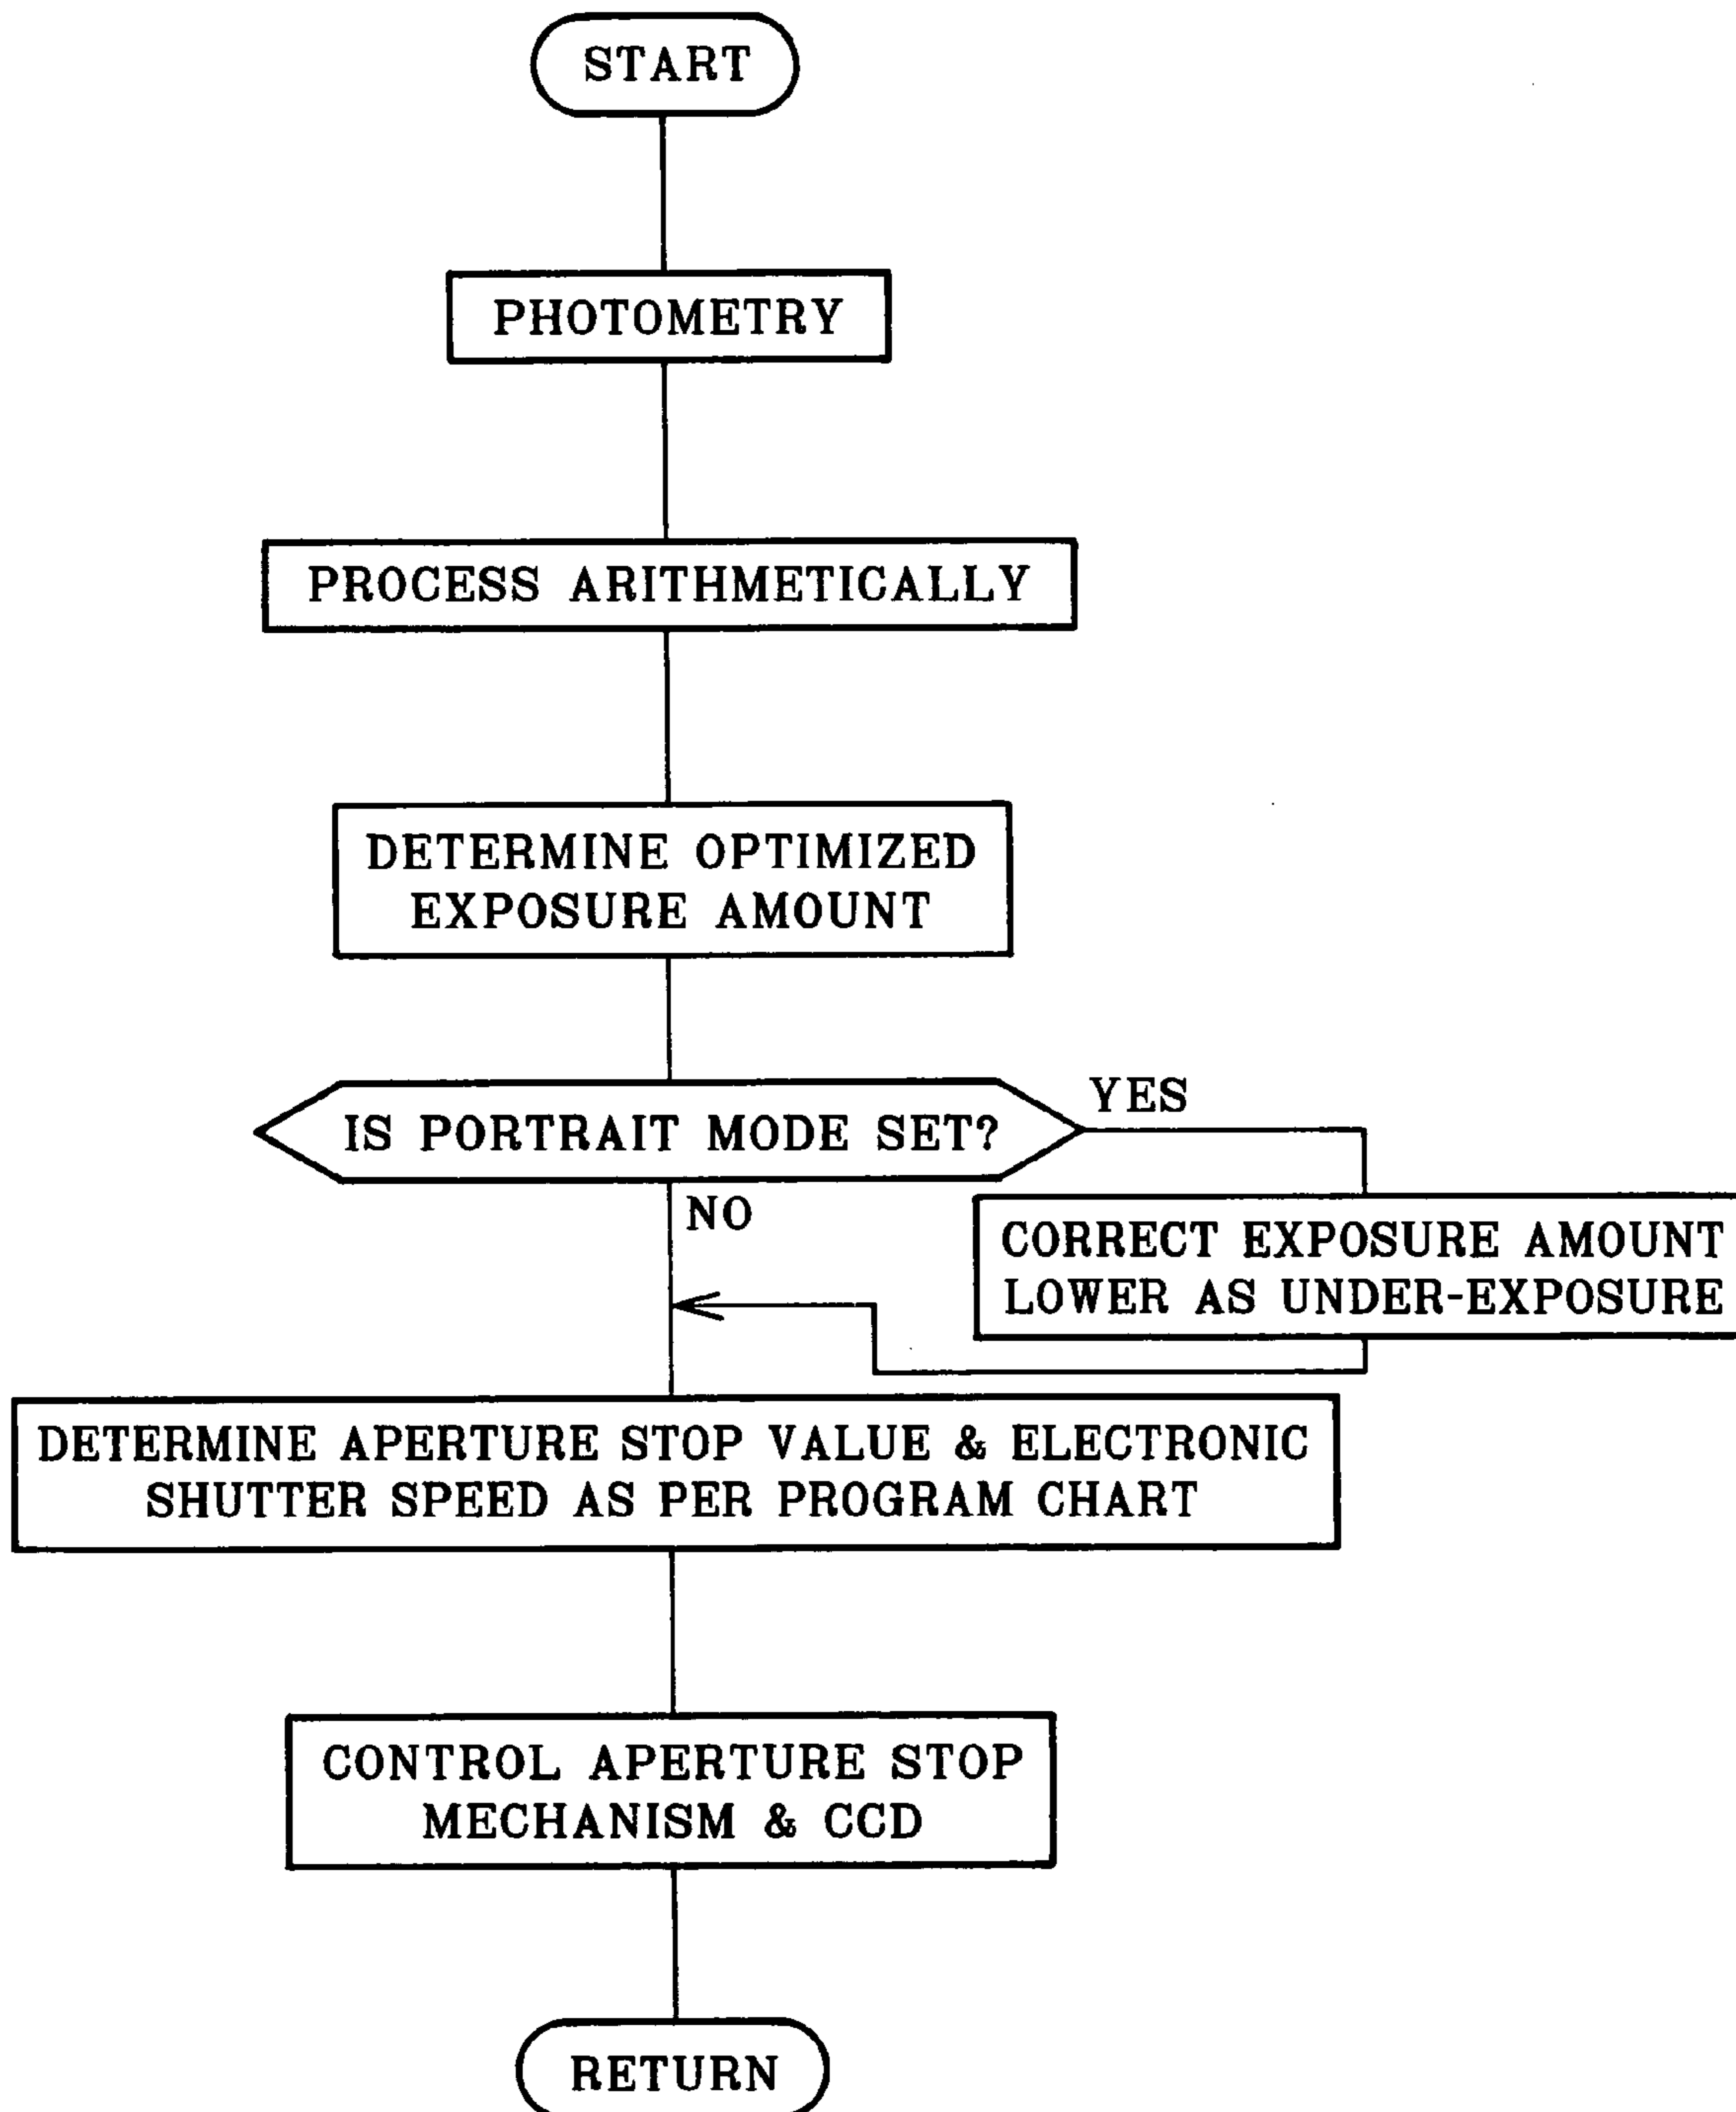 START
PHOTOMETRY
PROCESS ARITHMETICALLY
DETERMINE OPTIMIZED
EXPOSURE AMOUNT
IS PORTRAIT MODE SET?
YES
NO
CORRECT EXPOSURE AMOUNT
LOWER AS UNDER-EXPOSURE
DETERMINE APERTURE STOP VALUE & ELECTRONIC
SHUTTER SPEED AS PER PROGRAM CHART
CONTROL APERTURE STOP
MECHANISM & CCD
RETURN